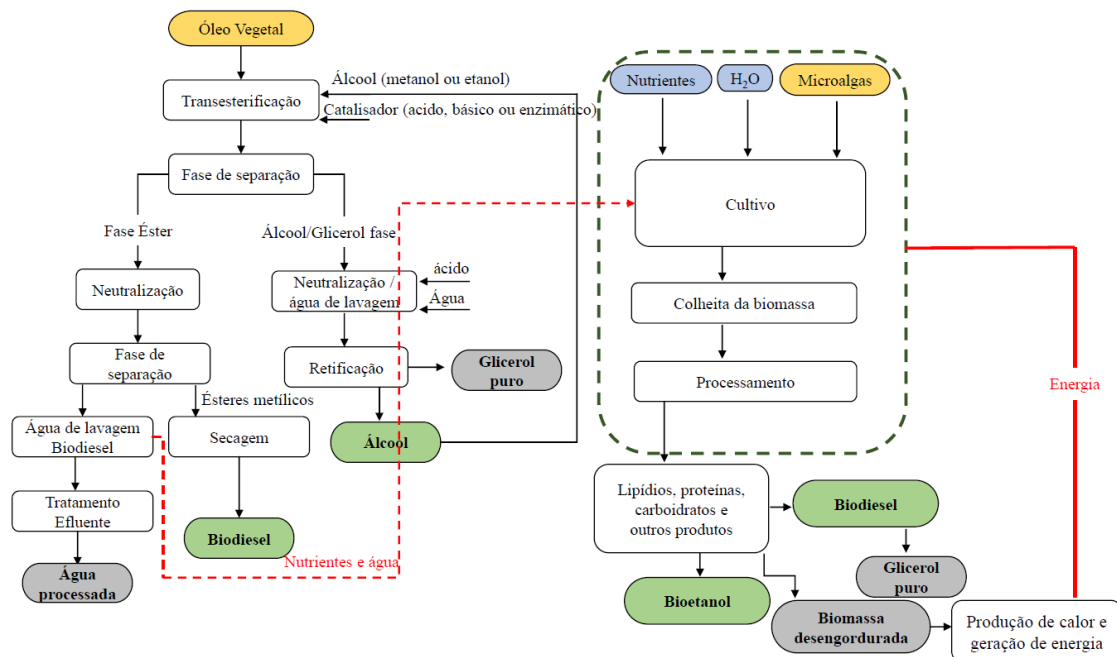 Óleo Vegetal
Álcool (metanol ou etanol)
Transesterificação
Catalisador (acido, básico ou enzimático)
Fase de separação
Fase Éster
Álcool/Glicerol fase
Neutralização
Neutralização /
água de lavagem
ácido
Água
Fase de
separação
Retificação
Glicerol
puro
Ésteres metílicos
Água de lavagem
Biodiesel
Secagem
Álcool
Tratamento
Efluente
Biodiesel
Nutrientes e água
Água
processada
Nutrientes
H₂O
Microalgas
Cultivo
Colheita da biomassa
Processamento
Energia
Lipídios, proteínas,
carboidratos e
outros produtos
Biodiesel
Glicerol
puro
Bioetanol
Biomassa
desengordurada
Produção de calor e
geração de energia